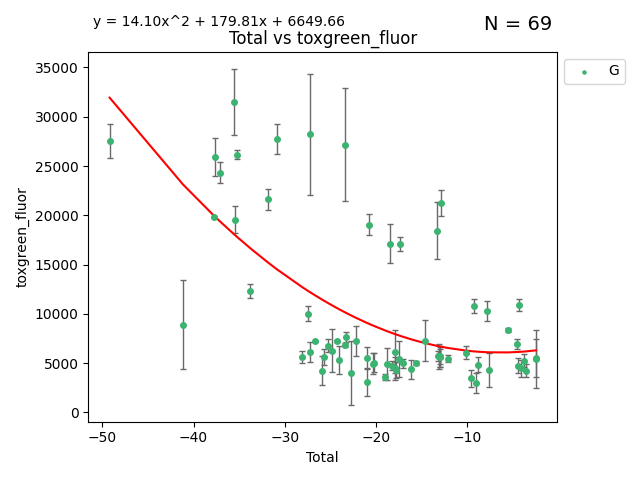 y = 14.10x^2 + 179.81x + 6649.66
N = 69
Total vs toxgreen_fluor
G
35000
30000
25000
20000
15000
10000
5000
0
toxgreen_fluor
−50
−40
−30
−20
−10
Total